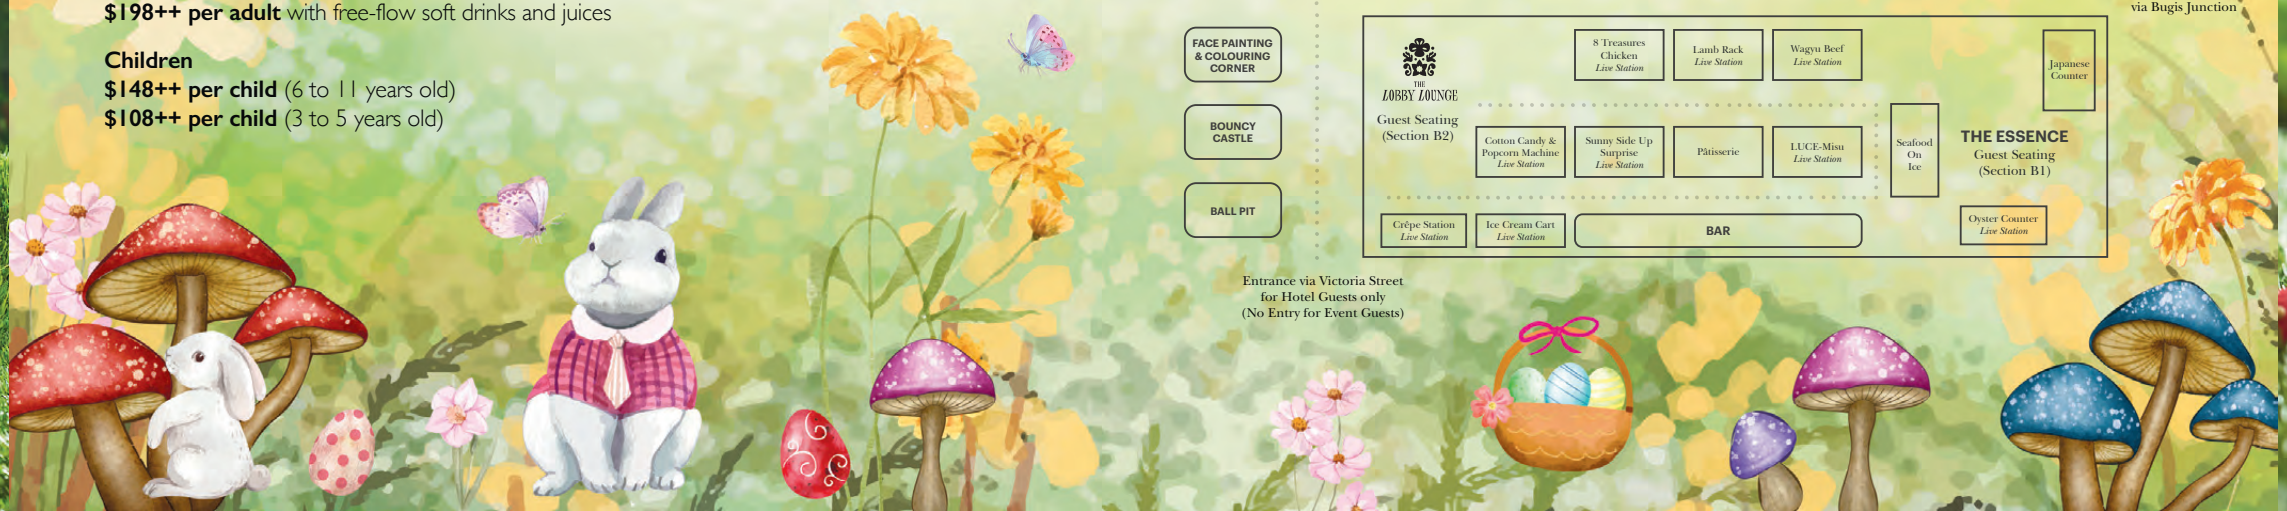 $198++ per adult with free-flow soft drinks and juices
Children
$148++ per child (6 to 11 years old)
$108++ per child (3 to 5 years old)
FACE PAINTING
& COLOURING
CORNER
BOUNCY
CASTLE
BALL PIT
via Bugis Junction
THE
LOBBY LOUNGE
Guest Seating
(Section B2)
8 Treasures
Chicken
Live Station
Lamb Rack
Live Station
Wagyu Beef
Live Station
Japanese
Counter
Cotton Candy &
Popcorn Machine
Live Station
Sunny Side Up
Surprise
Live Station
Pâtisserie
LUCE-Misu
Live Station
Seafood
On
Ice
THE ESSENCE
Guest Seating
(Section B1)
Crêpe Station
Live Station
Ice Cream Cart
Live Station
BAR
Oyster Counter
Live Station
Entrance via Victoria Street
for Hotel Guests only
(No Entry for Event Guests)